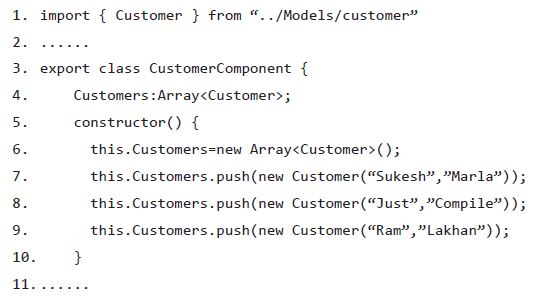 1. import { Customer } from “../Models/customer”
2. ......
3. export class CustomerComponent {
4. Customers:Array<Customer>;
5. constructor() {
6. this.Customers=new Array<Customer>();
7. this.Customers.push(new Customer(“Sukesh”,”Marla”));
8. this.Customers.push(new Customer(“Just”,”Compile”));
9. this.Customers.push(new Customer(“Ram”,”Lakhan”));
10. }
11. ......